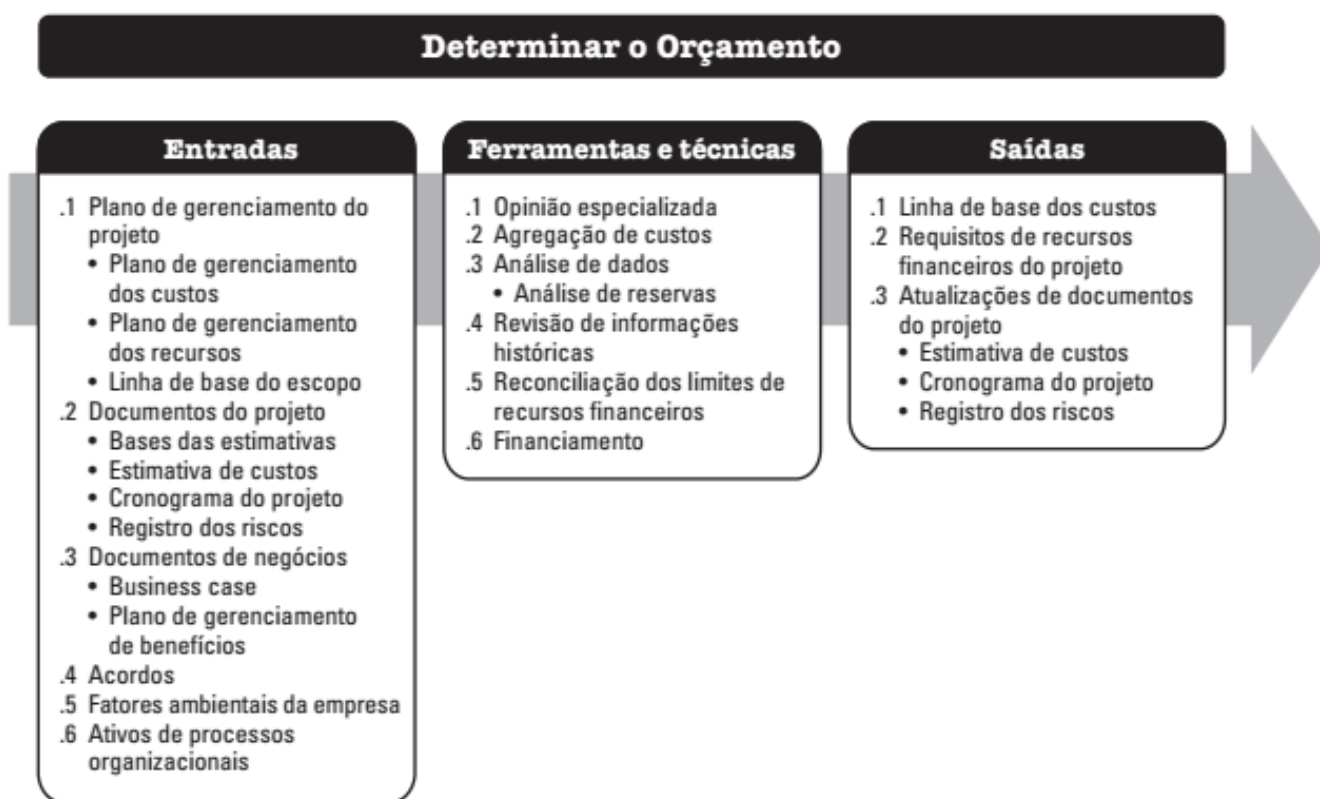 Determinar o Orçamento
Entradas
.1 Plano de gerenciamento do
projeto
• Plano de gerenciamento
dos custos
• Plano de gerenciamento
dos recursos
• Linha de base do escopo
.2 Documentos do projeto
• Bases das estimativas
• Estimativa de custos
• Cronograma do projeto
• Registro dos riscos
.3 Documentos de negócios
• Business case
• Plano de gerenciamento
de benefícios
.4 Acordos
.5 Fatores ambientais da empresa
.6 Ativos de processos
organizacionais
Ferramentas e técnicas
.1 Opinião especializada
.2 Agregação de custos
.3 Análise de dados
• Análise de reservas
.4 Revisão de informações
históricas
.5 Reconciliação dos limites de
recursos financeiros
.6 Financiamento
Saídas
.1 Linha de base dos custos
.2 Requisitos de recursos
financeiros do projeto
.3 Atualizações de documentos
do projeto
• Estimativa de custos
• Cronograma do projeto
• Registro dos riscos